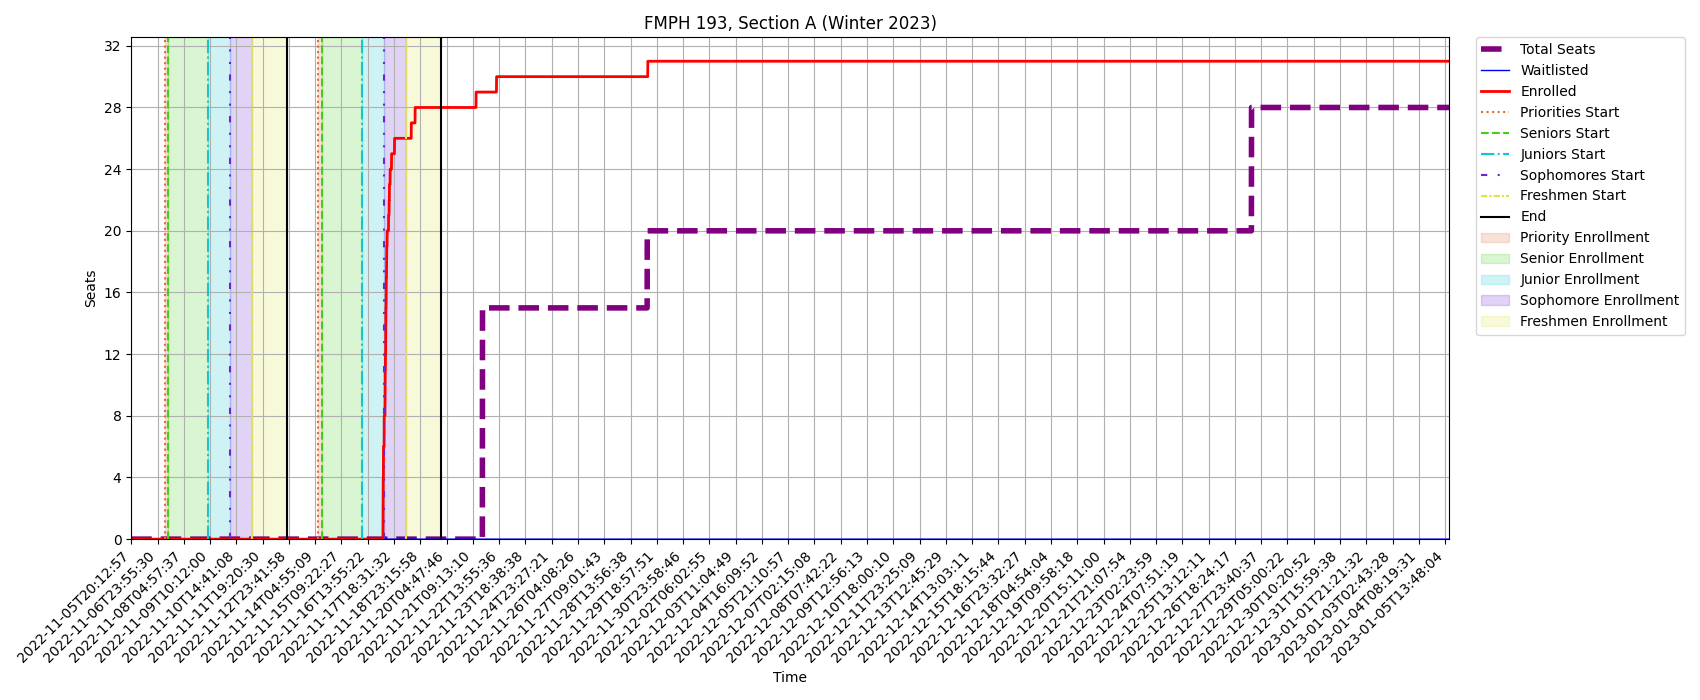 FMPH 193, Section A (Winter 2023)
Seats
32
28
24
20
16
12
8
4
0
2022-11-05T20:12:57
2022-11-06T23:55:30
2022-11-08T04:57:37
2022-11-09T10:12:00
2022-11-10T14:41:08
2022-11-11T19:20:30
2022-11-12T23:41:58
2022-11-14T04:55:09
2022-11-15T09:22:27
2022-11-16T13:55:22
2022-11-17T18:31:32
2022-11-18T23:15:58
2022-11-20T04:47:46
2022-11-21T09:13:10
2022-11-22T13:55:36
2022-11-23T18:38:38
2022-11-24T23:27:21
2022-11-26T04:08:26
2022-11-27T09:01:43
2022-11-28T13:56:38
2022-11-29T18:57:51
2022-11-30T23:58:46
2022-12-02T06:02:55
2022-12-03T11:04:49
2022-12-04T16:09:52
2022-12-05T21:10:57
2022-12-07T02:15:08
2022-12-08T07:42:22
2022-12-09T12:56:13
2022-12-10T18:00:10
2022-12-11T23:25:09
2022-12-13T12:45:29
2022-12-14T13:03:11
2022-12-15T18:15:44
2022-12-16T23:32:27
2022-12-18T04:54:04
2022-12-19T09:58:18
2022-12-20T15:11:00
2022-12-21T21:07:54
2022-12-23T02:23:59
2022-12-24T07:51:19
2022-12-25T13:12:11
2022-12-26T18:24:17
2022-12-27T23:40:37
2022-12-29T05:00:22
2022-12-30T10:20:52
2022-12-31T15:59:38
2023-01-01T21:21:32
2023-01-03T02:43:28
2023-01-04T08:19:31
2023-01-05T13:48:04
Time
Total Seats
Waitlisted
Enrolled
Priorities Start
Seniors Start
Juniors Start
Sophomores Start
Freshmen Start
End
Priority Enrollment
Senior Enrollment
Junior Enrollment
Sophomore Enrollment
Freshmen Enrollment